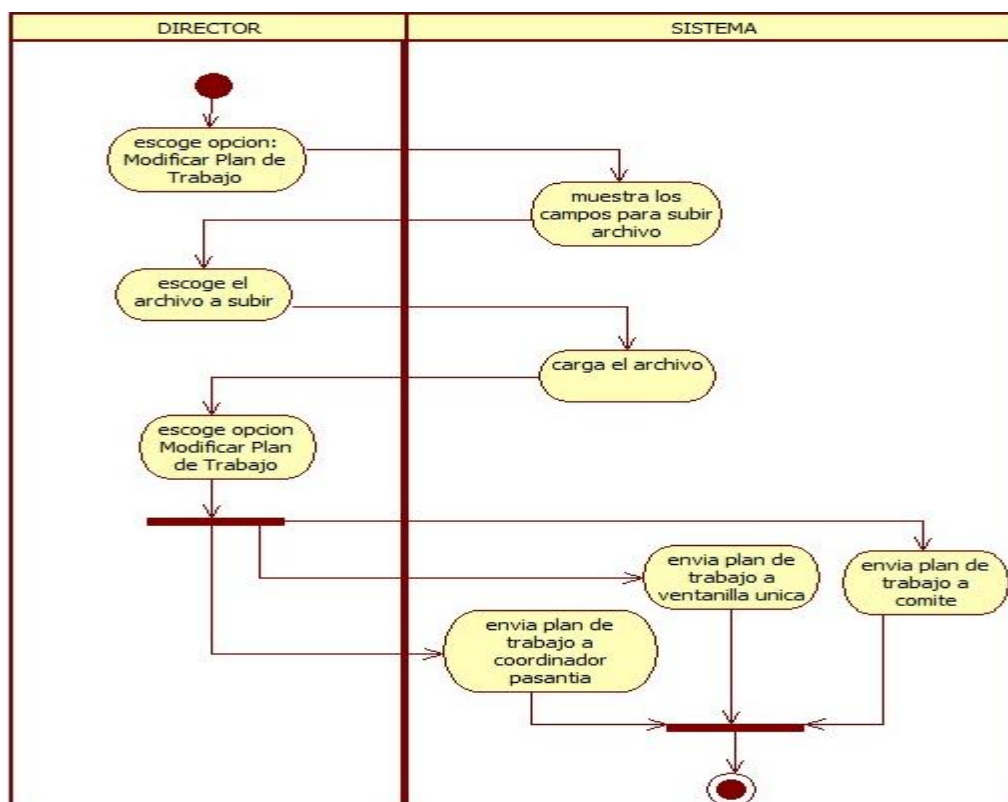 DIRECTOR
SISTEMA
escoge opcion:
Modificar Plan de
Trabajo
muestra los
campos para subir
archivo
escoge el
archivo a subir
carga el archivo
escoge opcion
Modificar Plan
de Trabajo
envia plan de
trabajo a
ventanilla unica
envia plan de
trabajo a
comite
envia plan de
trabajo a
coordinador
pasantia